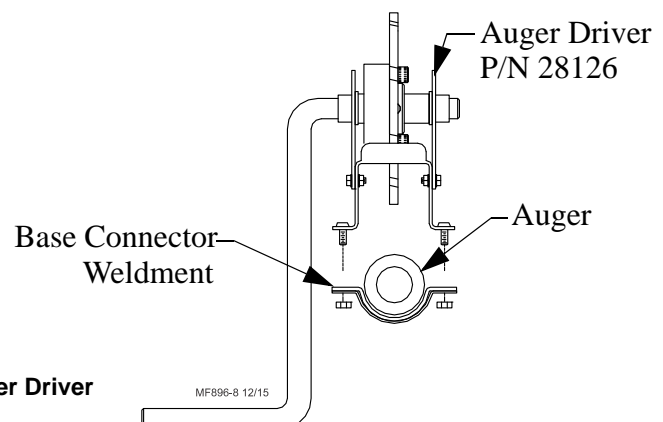 Auger Driver
P/N 28126
Auger
Base Connector
Weldment
er Driver
MF896-8 12/15